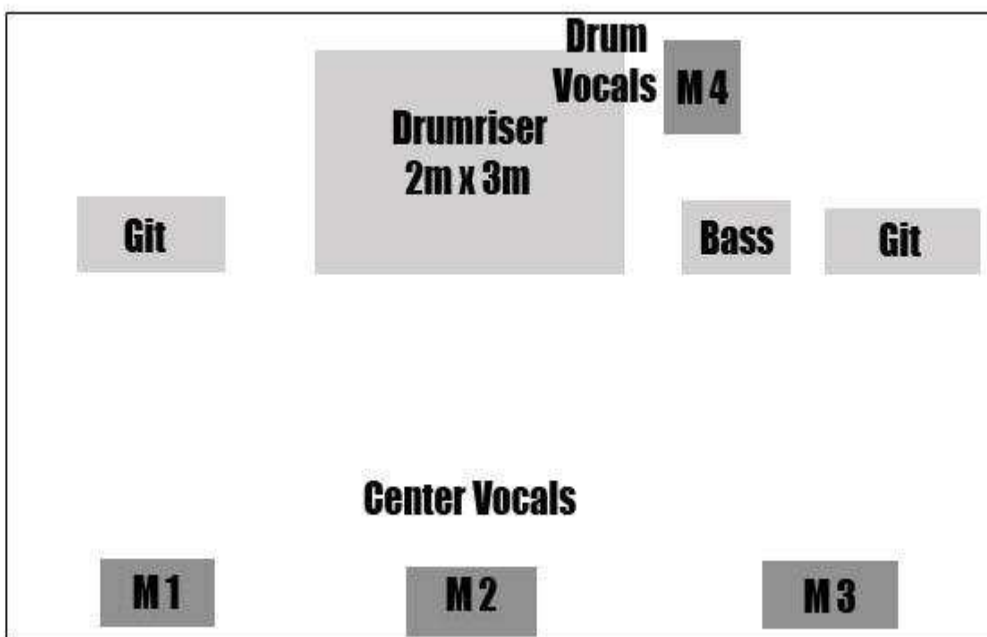 Drum
Vocals
M 4
Drumriser
2m x 3m
Git
Bass
Git
Center Vocals
M 1
M 2
M 3